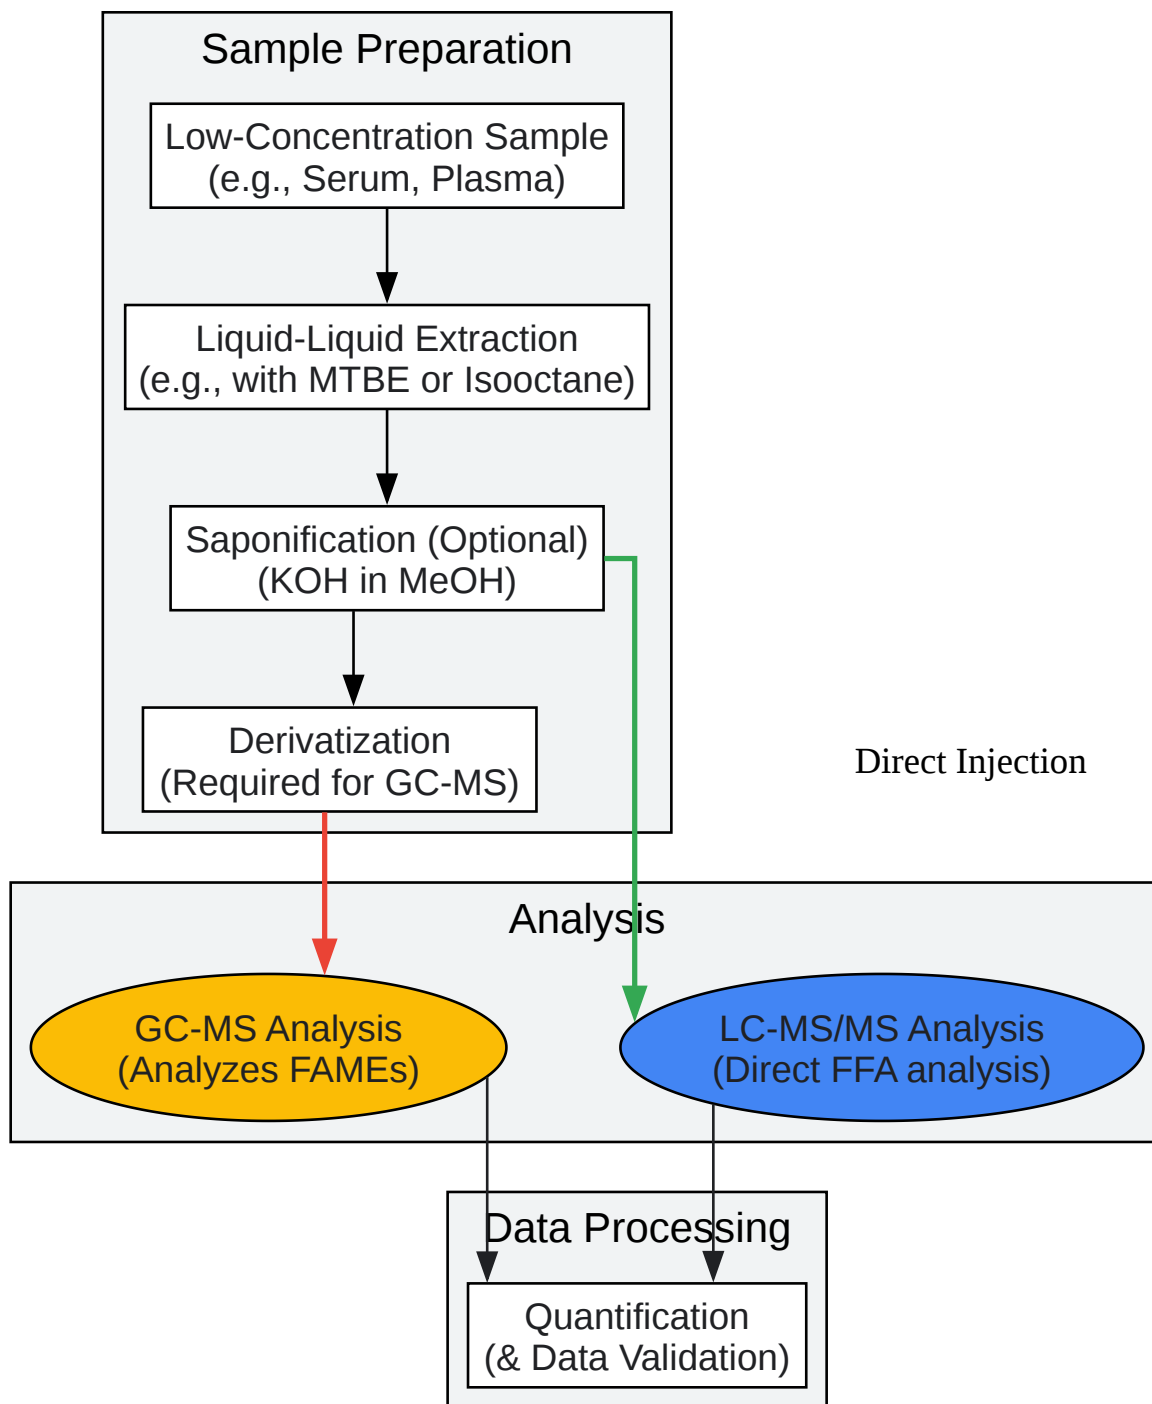 Sample Preparation
Low-Concentration Sample
(e.g., Serum, Plasma)
Liquid-Liquid Extraction
(e.g., with MTBE or Isooctane)
Saponification (Optional)
(KOH in MeOH)
Derivatization
(Required for GC-MS)
Direct Injection
Analysis
GC-MS Analysis
(Analyzes FAMEs)
LC-MS/MS Analysis
(Direct FFA analysis)
Data Processing
Quantification
(& Data Validation)